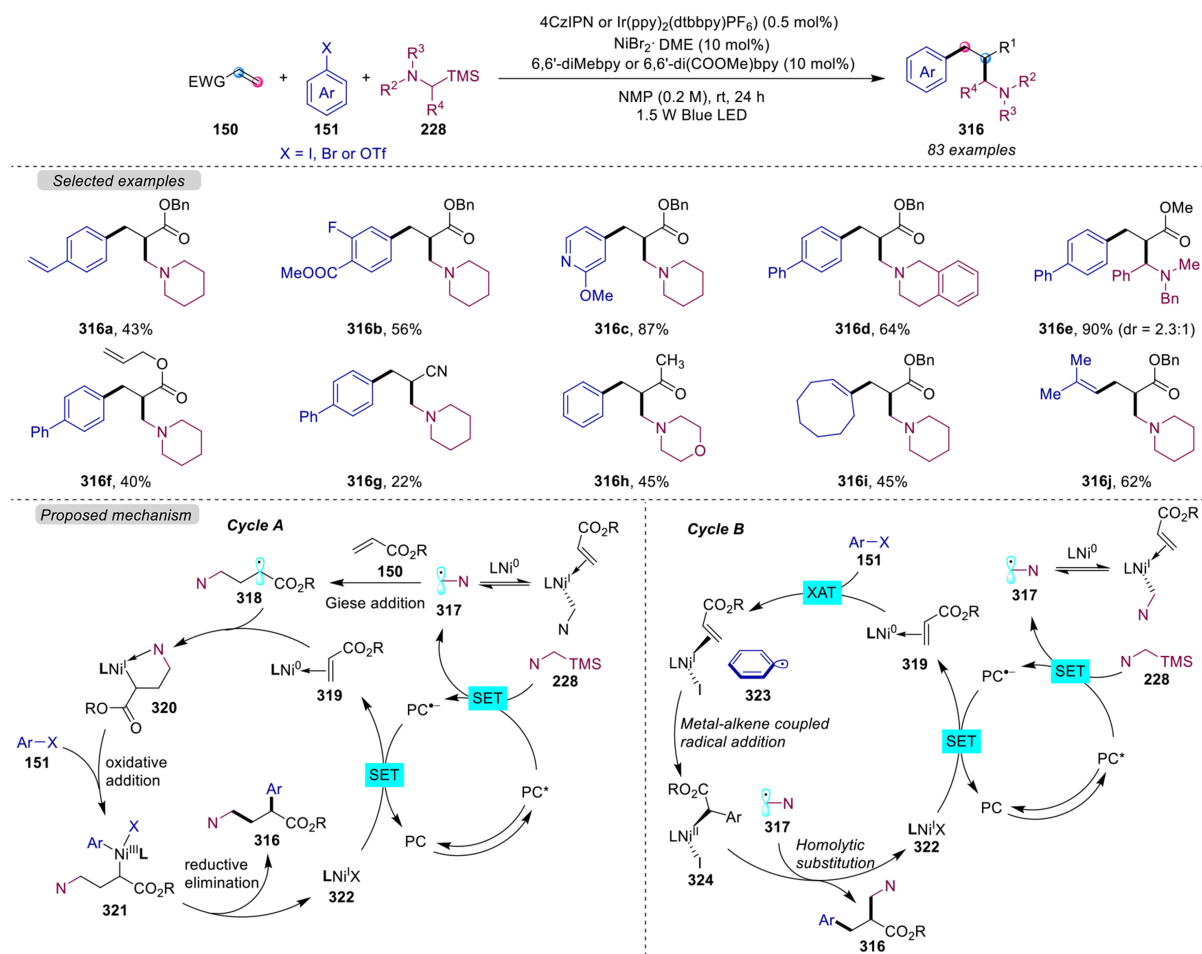 4CzIPN or Ir(ppy)2(dtbbpy)PF6) (0.5 mol%)
NiBr2· DME (10 mol%)
6,6'-diMebpy or 6,6'-di(COOMe)bpy (10 mol%)
NMP (0.2 M), rt, 24 h
1.5 W Blue LED
EWG
+
X
Ar
+
R3
N
TMS
R2
R4
150
151
228
X = I, Br or OTf
Ar
R1
R4
N
R2
R3
316
83 examples
Selected examples
OBn
O
N
316a, 43%
F
MeOOC
OBn
O
N
316b, 56%
N
OMe
OBn
O
N
316c, 87%
Ph
OBn
O
N
316d, 64%
Ph
OMe
O
Ph
N
Me
Bn
316e, 90% (dr = 2.3:1)
O
O
Ph
N
316f, 40%
Ph
CN
N
316g, 22%
CH3
O
N
O
316h, 45%
OBn
O
N
316i, 45%
Me
Me
OBn
O
N
316j, 62%
Proposed mechanism
Cycle A
N
CO2R
318
CO2R
150
Giese addition
N
317
LNi0
CO2R
LNiI
N
N
LNiI
RO
O
320
LNi0
CO2R
319
N
TMS
228
SET
PC•−
Ar−X
151
oxidative
addition
SET
PC*
PC
Ar
N
CO2R
316
X
Ar
NiIIIL
N
CO2R
321
reductive
elimination
LNiIX
322
Cycle B
Ar−X
151
XAT
CO2R
LNiI
I
323
LNi0
CO2R
319
N
317
LNi0
CO2R
LNiI
N
N
TMS
228
SET
PC•−
Metal-alkene coupled
radical addition
SET
PC*
PC
RO2C
Ar
LNiII
I
324
N
317
Homolytic
substitution
LNiIX
322
N
Ar
CO2R
316